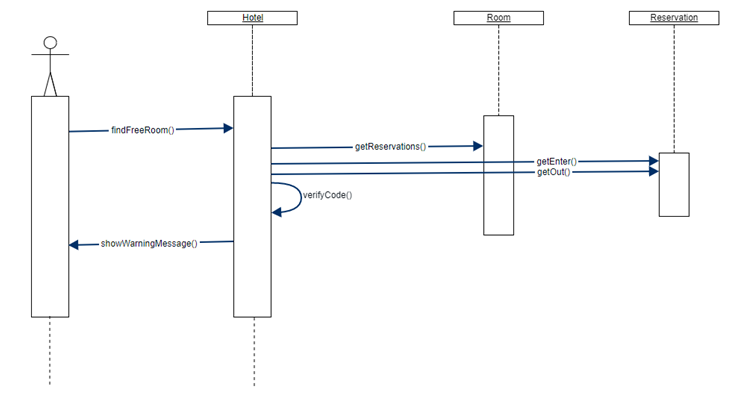 Hotel
Room
Reservation
findFreeRoom()
getReservations()
getEnter()
getOut()
verifyCode()
showWarningMessage()